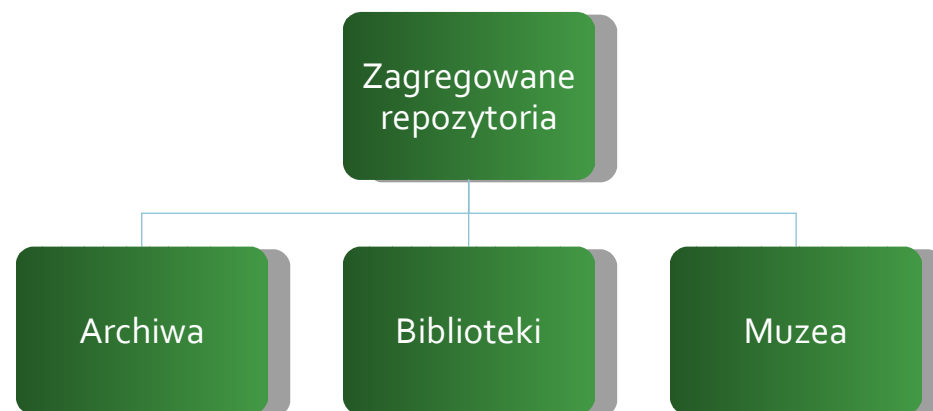 Zagregowane
repozytoria
Archiwa
Biblioteki
Muzea